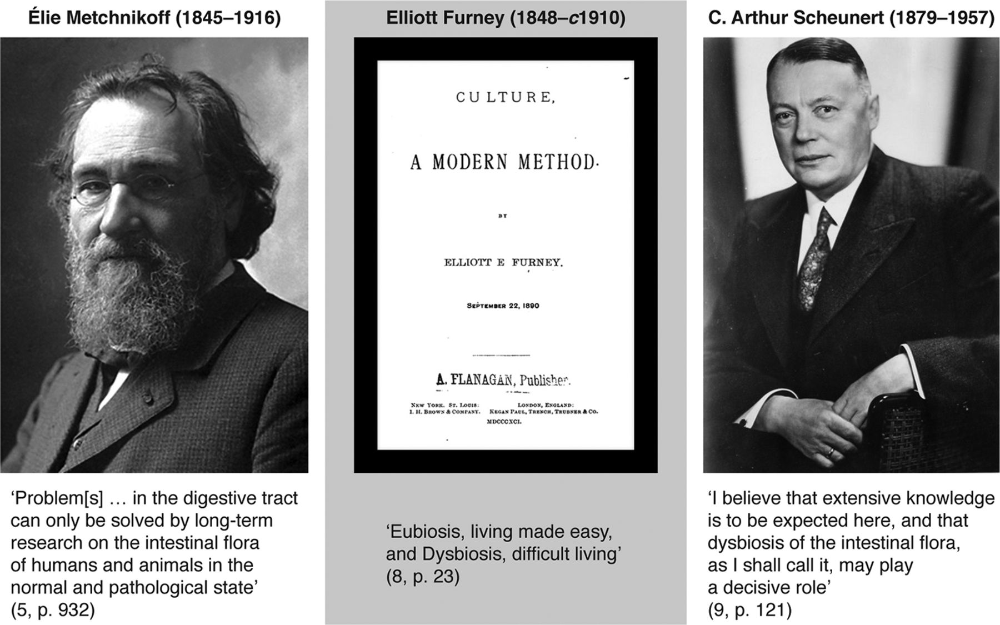 Élie Metchnikoff (1845–1916)
‘Problem[s] … in the digestive tract
can only be solved by long-term
research on the intestinal flora
of humans and animals in the
normal and pathological state’
(5, p. 932)
Elliott Furney (1848–c1910)
CULTURE,
A MODERN METHOD.
BY
ELLIOTT E FURNEY.
SEPTEMBER 22, 1890
A. FLANAGAN, Publisher.
NEW YORK. ST. LOUIS: LONDON, ENGLAND:
I. H. BROWN & COMPANY. KEGAN PAUL, TRENCH, TRUBNER & CO.
MDCCCXCI.
‘Eubiosis, living made easy,
and Dysbiosis, difficult living’
(8, p. 23)
C. Arthur Scheunert (1879–1957)
‘I believe that extensive knowledge
is to be expected here, and that
dysbiosis of the intestinal flora,
as I shall call it, may play
a decisive role’
(9, p. 121)